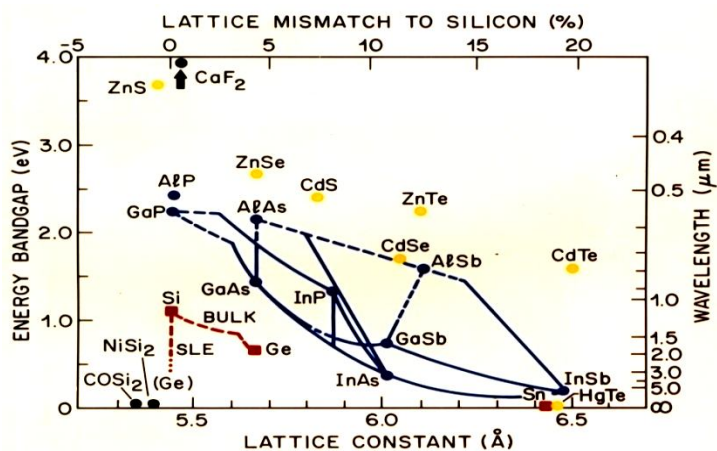 LATTICE MISMATCH TO SILICON (%)
-5 0 5 10 15 20
4.0
ZnS
CaF2
3.0
0.4
ZnSe
AℓP
CdS
0.5
GaP
AℓAs
ZnTe
2.0
CdSe
AℓSb
CdTe
GaAs
InP
Si
1.0
BULK
1.0
GaSb
1.5
NiSi2
SLE
Ge
2.0
COSi2 (Ge)
InAs
InSb
3.0
Sn
HgTe
5.0
0
∞
5.5 6.0 6.5
LATTICE CONSTANT (Å)
ENERGY BANDGAP (eV)
WAVELENGTH (μm)